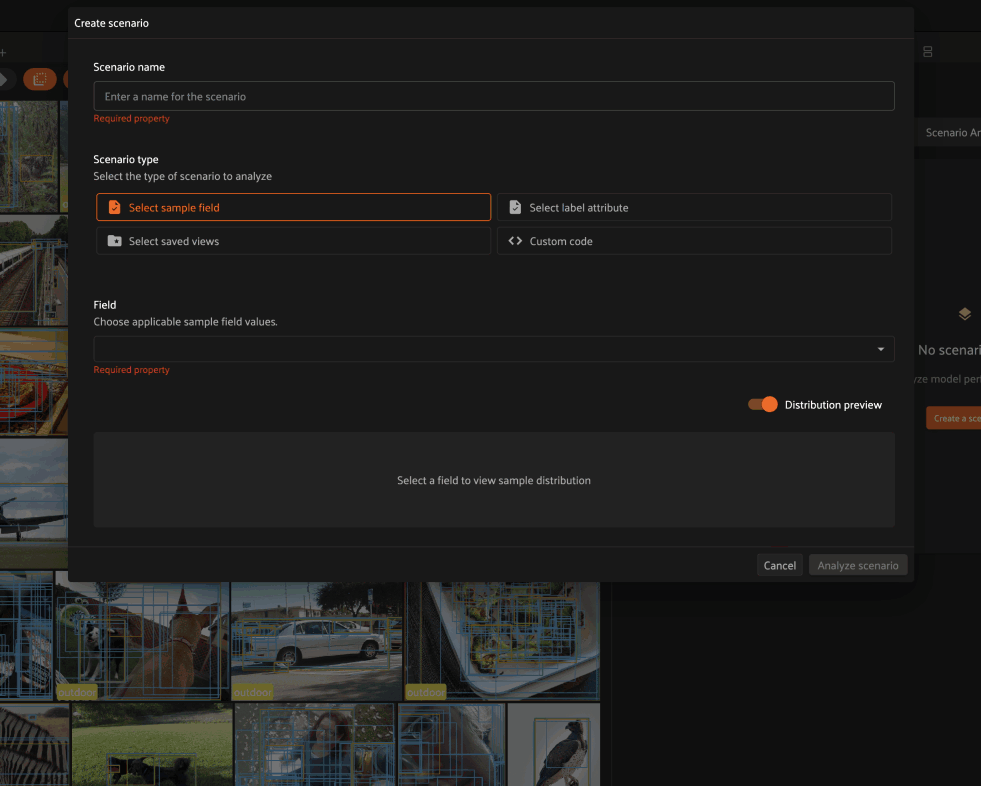 Create scenario
Scenario name
Enter a name for the scenario
Required property
Scenario type
Select the type of scenario to analyze
Select sample field
Select label attribute
Select saved views
Custom code
Field
Choose applicable sample field values.
Required property
Distribution preview
Select a field to view sample distribution
Cancel
Analyze scenario
Scenario Ar
No scenari
yze model per
Create a sce
outdoor
outdoor
outdoor